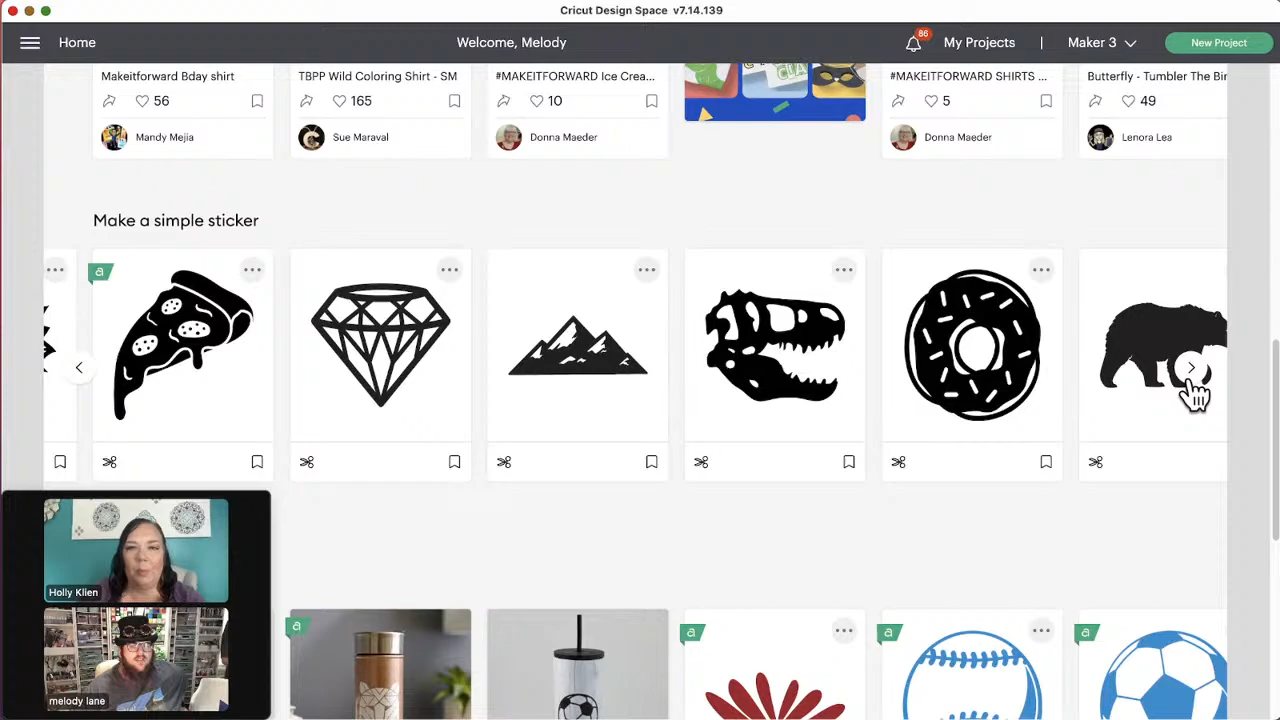 Cricut Design Space v7.14.139
Home
Welcome, Melody
86
My Projects
Maker 3
New Project
Makeitforward Bday shirt
TBPP Wild Coloring Shirt - SM
#MAKEITFORWARD Ice Crea...
#MAKEITFORWARD SHIRTS ...
Butterfly - Tumbler The Bir
56
165
10
5
49
Mandy Mejia
Sue Maraval
Donna Maeder
Donna Maeder
Lenora Lea
Make a simple sticker
a
Holly Klien
melody lane
a
a
a
a